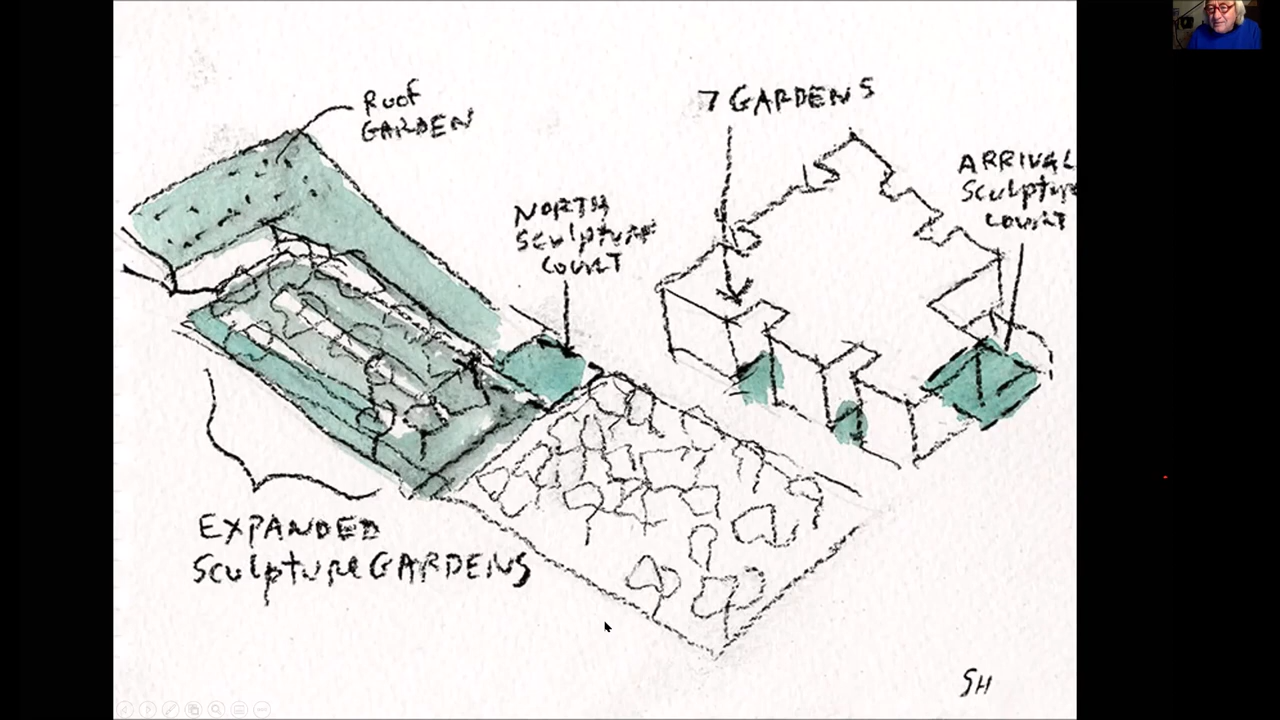 Roof
GARDEN
7 GARDENS
ARRIVAL
Sculpture
COURT
NORTH
Sculpture
COURT
EXPANDED
SculptureGARDENS
SH